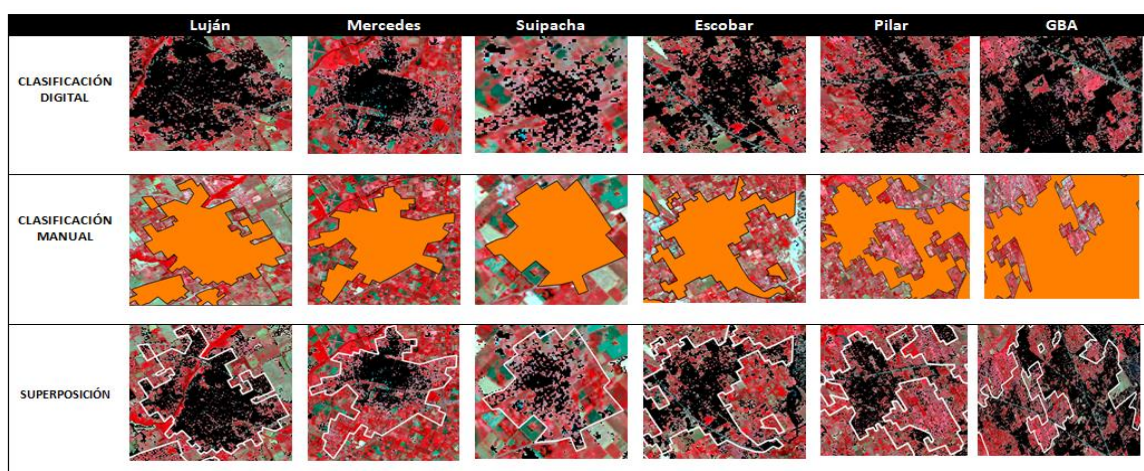 Luján Mercedes Suipacha Escobar Pilar GBA
CLASIFICACIÓN
DIGITAL
CLASIFICACIÓN
MANUAL
SUPERPOSICIÓN